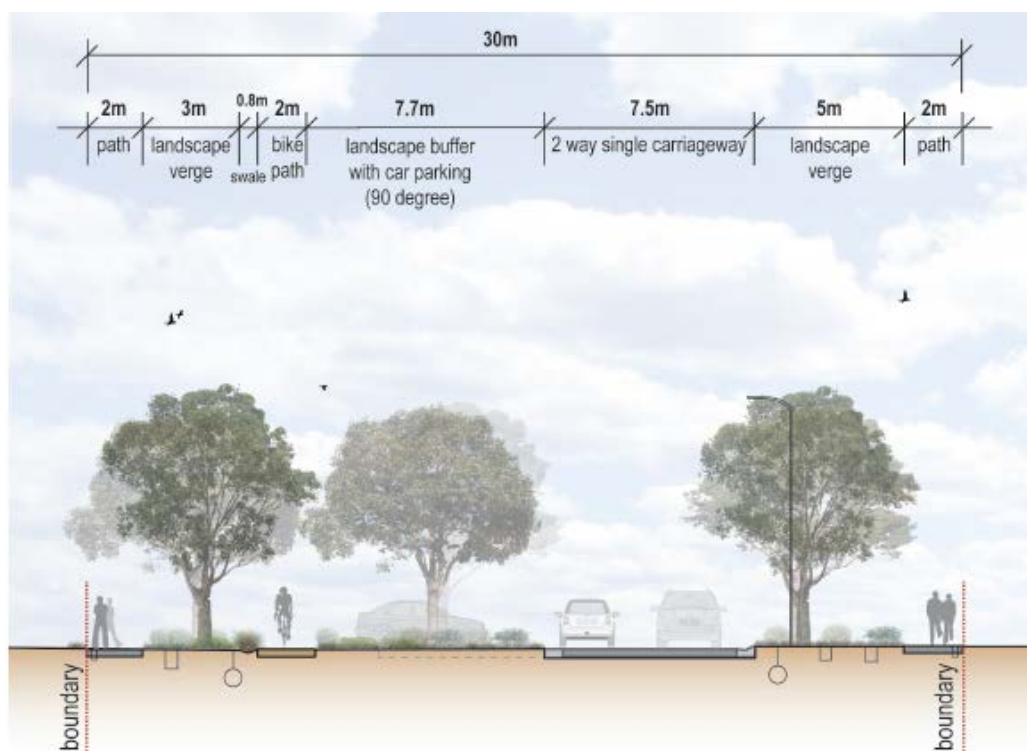 30m
2m
3m
0.8m
2m
7.7m
7.5m
5m
2m
path
landscape
verge
swale
bike
path
landscape buffer
with car parking
(90 degree)
2 way single carriageway
landscape
verge
path
boundary
boundary